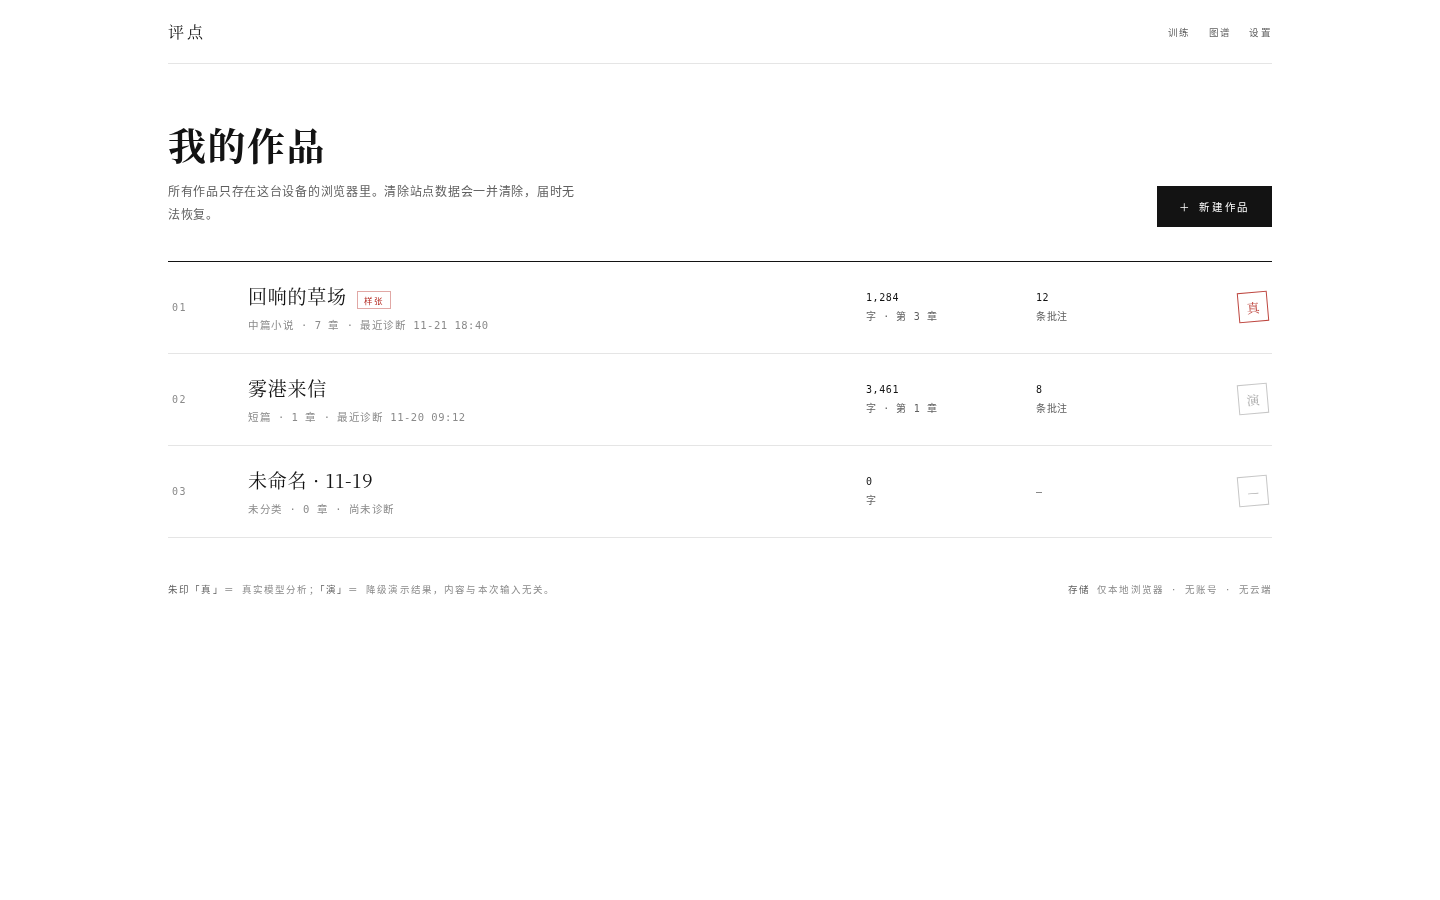 评点
训练 图谱 设置
我的作品
所有作品只存在这台设备的浏览器里。清除站点数据会一并清除，届时无
法恢复。
＋ 新建作品
01
回响的草场 样张
中篇小说 · 7 章 · 最近诊断 11-21 18:40
1,284
字 · 第 3 章
12
条批注
真
02
雾港来信
短篇 · 1 章 · 最近诊断 11-20 09:12
3,461
字 · 第 1 章
8
条批注
演
03
未命名 · 11-19
未分类 · 0 章 · 尚未诊断
0
字
—
一
朱印「真」＝ 真实模型分析；「演」＝ 降级演示结果，内容与本次输入无关。
存储 仅本地浏览器 · 无账号 · 无云端